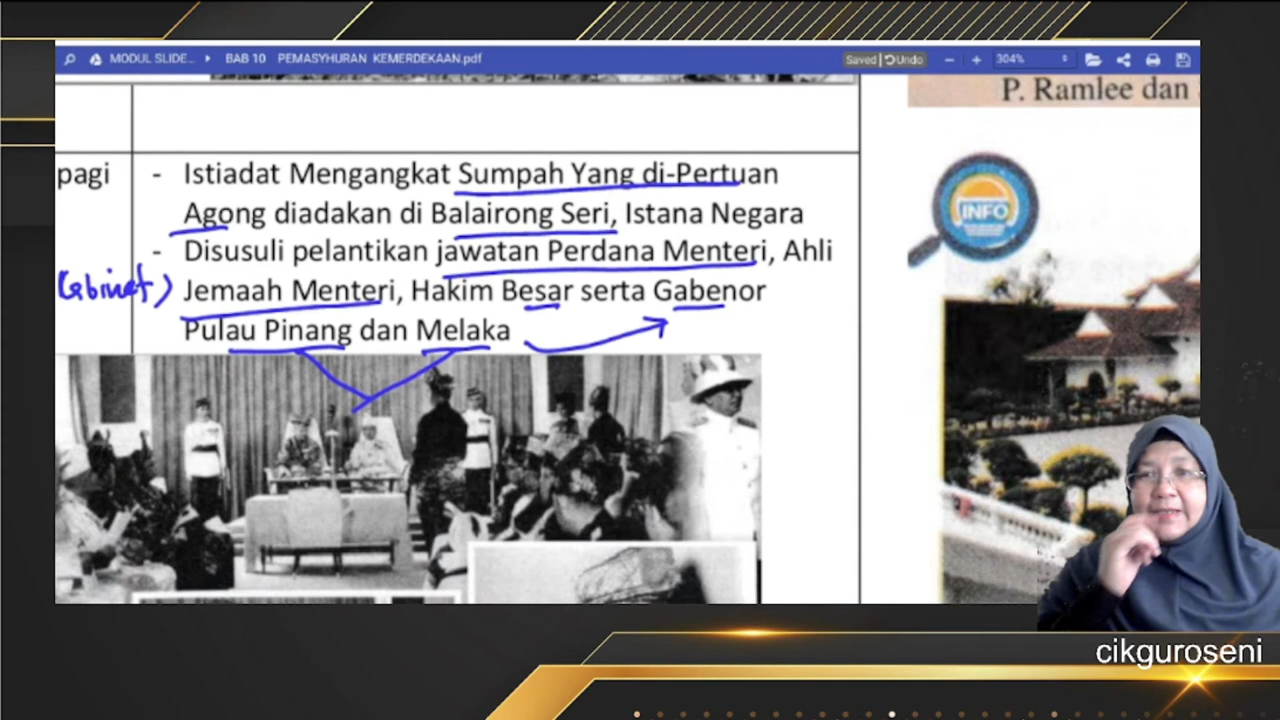 MODUL SLIDE... BAB 10 PEMASYHURAN KEMERDEKAAN.pdf Saved Undo 304%
P. Ramlee dan
pagi - Istiadat Mengangkat Sumpah Yang di-Pertuan
Agong diadakan di Balairong Seri, Istana Negara
- Disusuli pelantikan jawatan Perdana Menteri, Ahli
Jemaah Menteri, Hakim Besar serta Gabenor
Pulau Pinang dan Melaka
INFO
cikguroseni